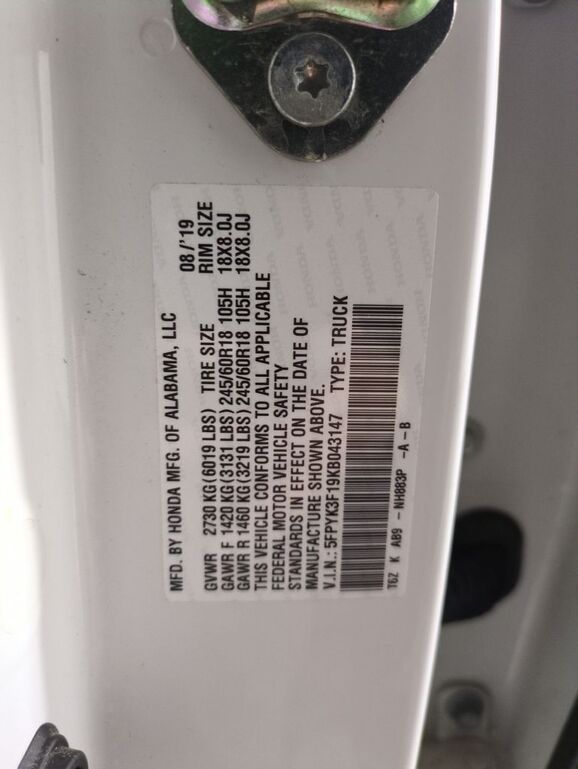 MFD. BY HONDA MFG. OF ALABAMA, LLC 08/'19
GVWR 2730 KG(6019 LBS) TIRE SIZE RIM SIZE
GAWR F 1420 KG(3131 LBS)245/60R18 105H 18X8.0J
GAWR R 1460 KG(3219 LBS)245/60R18 105H 18X8.0J
THIS VEHICLE CONFORMS TO ALL APPLICABLE
FEDERAL MOTOR VEHICLE SAFETY
STANDARDS IN EFFECT ON THE DATE OF
MANUFACTURE SHOWN ABOVE.
V.I.N.: 5FPYK3F19KB043147 TYPE: TRUCK
T6Z K AB9 - NH883P -A-B